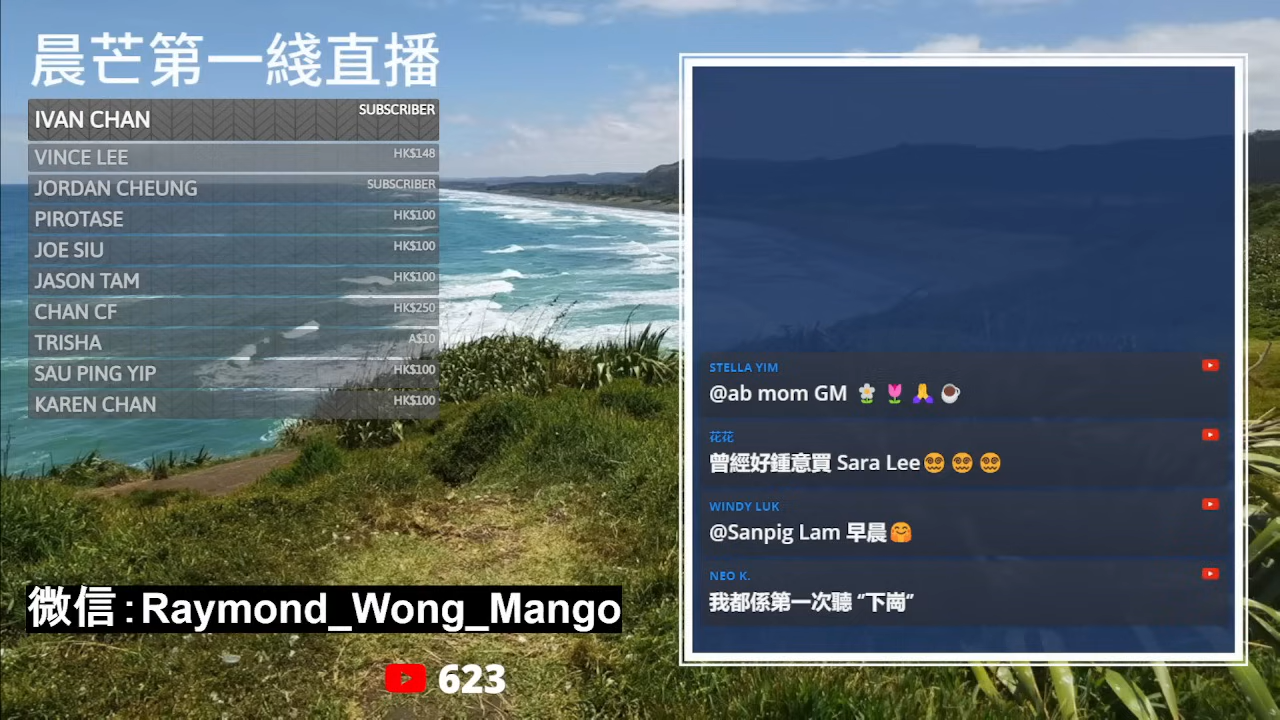 晨芒第一綫直播
IVAN CHAN SUBSCRIBER
VINCE LEE HK$148
JORDAN CHEUNG SUBSCRIBER
PIROTASE HK$100
JOE SIU HK$100
JASON TAM HK$100
CHAN CF HK$250
TRISHA A$10
SAU PING YIP HK$100
KAREN CHAN HK$100
微信:Raymond_Wong_Mango
623
STELLA YIM
@ab mom GM 🌼 🌷 🙏 ☕
花花
曾經好鍾意買 Sara Lee😵‍💫 😵‍💫 😵‍💫
WINDY LUK
@Sanpig Lam 早晨🤗
NEO K.
我都係第一次聽 “下崗”